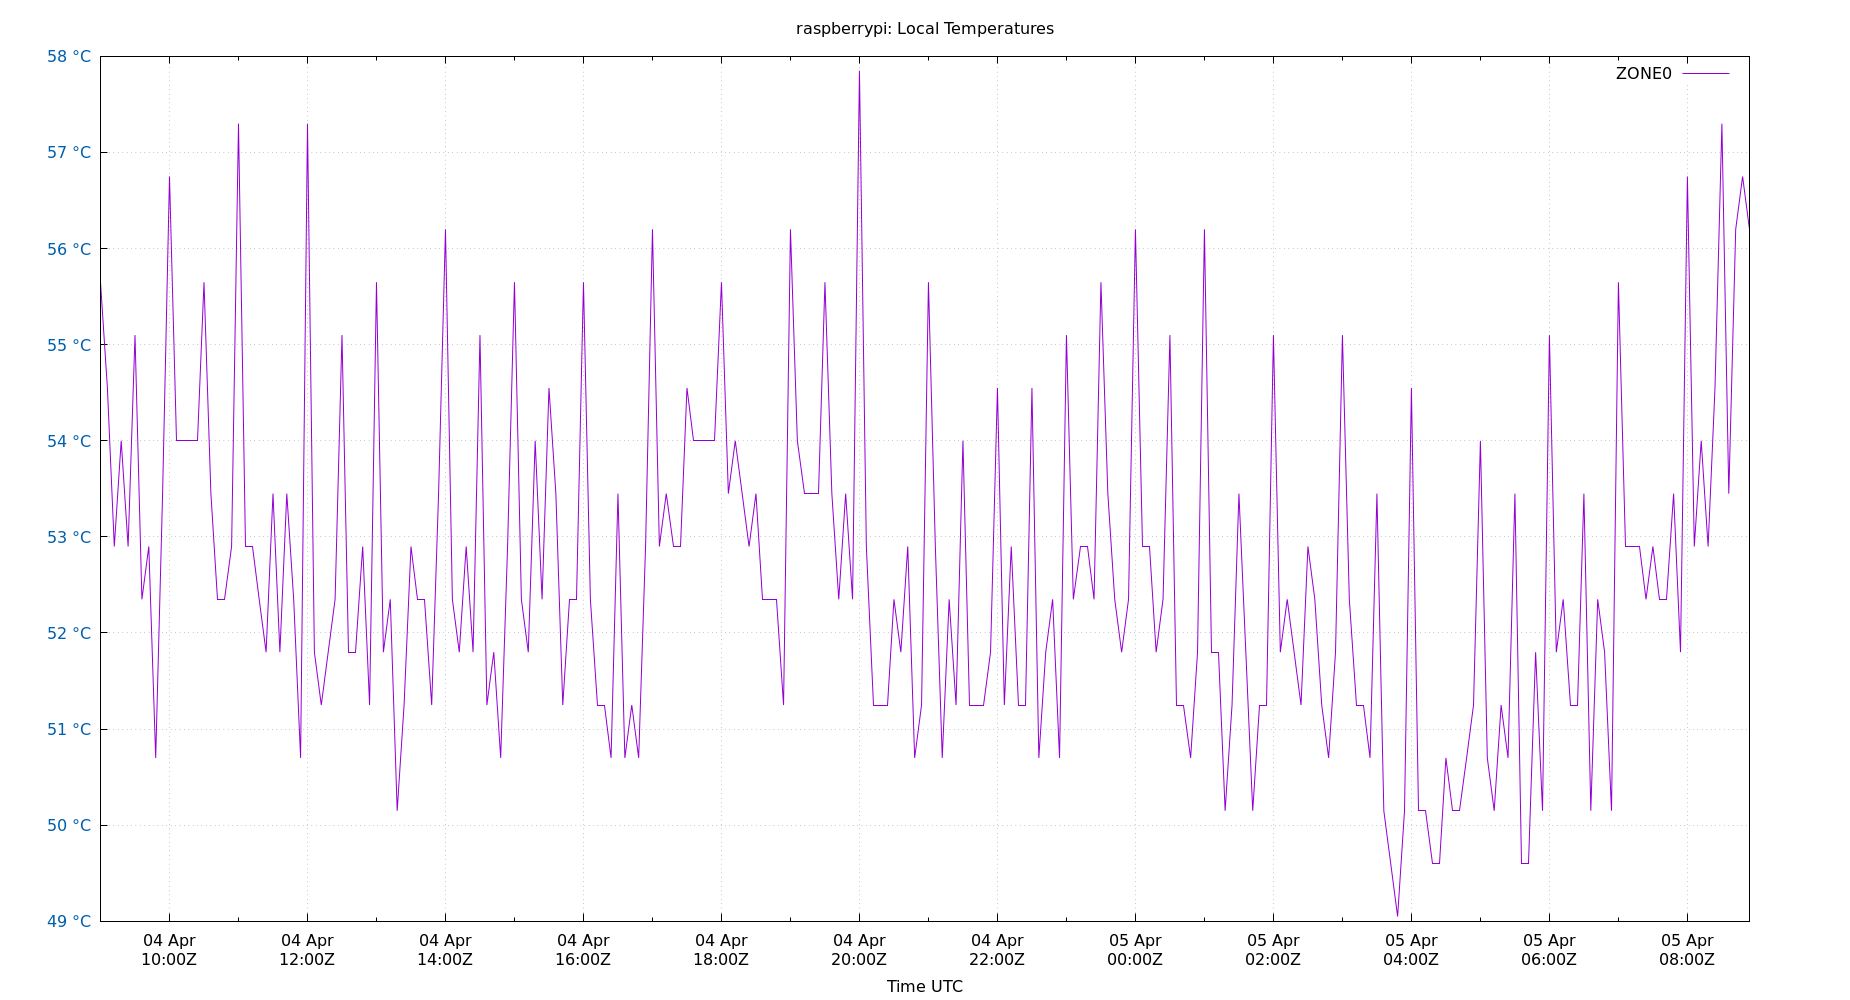 raspberrypi: Local Temperatures
58 °C
ZONE0
57 °C
56 °C
55 °C
54 °C
53 °C
52 °C
51 °C
50 °C
49 °C
04 Apr 04 Apr 04 Apr 04 Apr 04 Apr 04 Apr 04 Apr 05 Apr 05 Apr 05 Apr 05 Apr 05 Apr
10:00Z 12:00Z 14:00Z 16:00Z 18:00Z 20:00Z 22:00Z 00:00Z 02:00Z 04:00Z 06:00Z 08:00Z
Time UTC